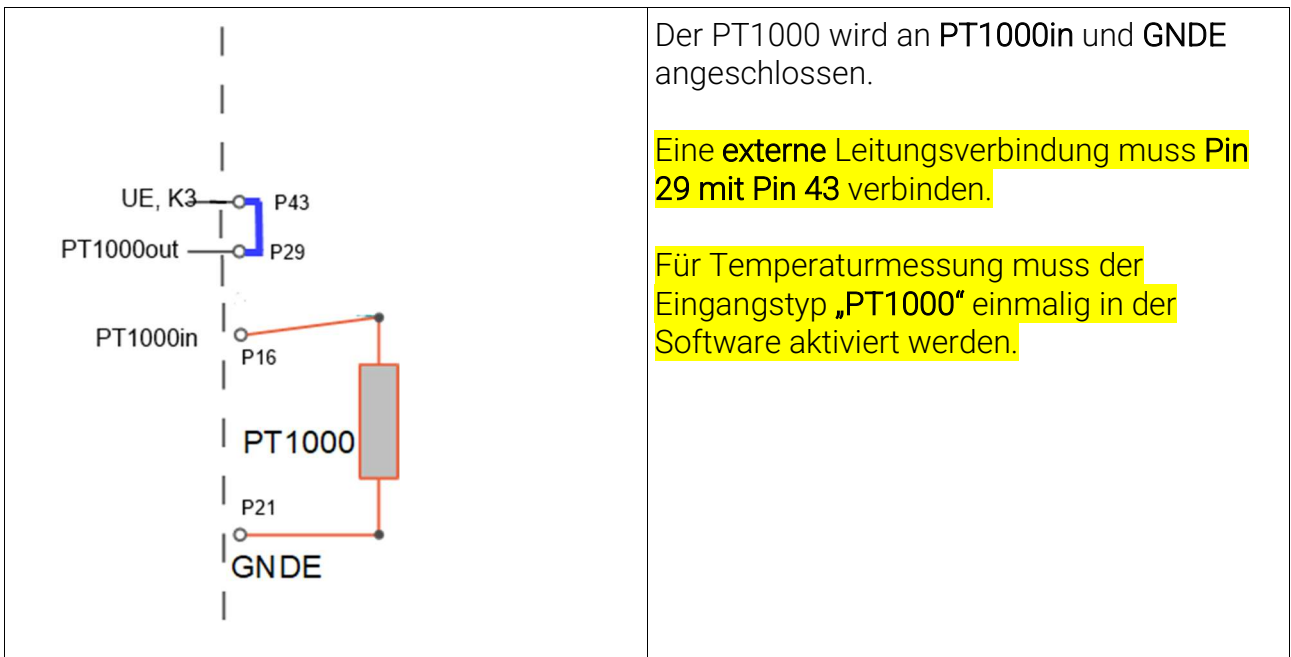 UE, K3
P43
PT1000out
P29
PT1000in
P16
PT1000
P21
GNDE
Der PT1000 wird an PT1000in und GNDE
angeschlossen.
Eine externe Leitungsverbindung muss Pin
29 mit Pin 43 verbinden.
Für Temperaturmessung muss der
Eingangstyp „PT1000“ einmalig in der
Software aktiviert werden.